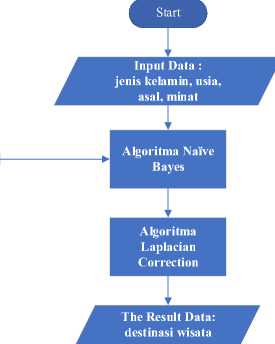 Start
Input Data :
jenis kelamin, usia,
asal, minat
Algoritma Naïve
Bayes
Algoritma
Laplacian
Correction
The Result Data:
destinasi wisata